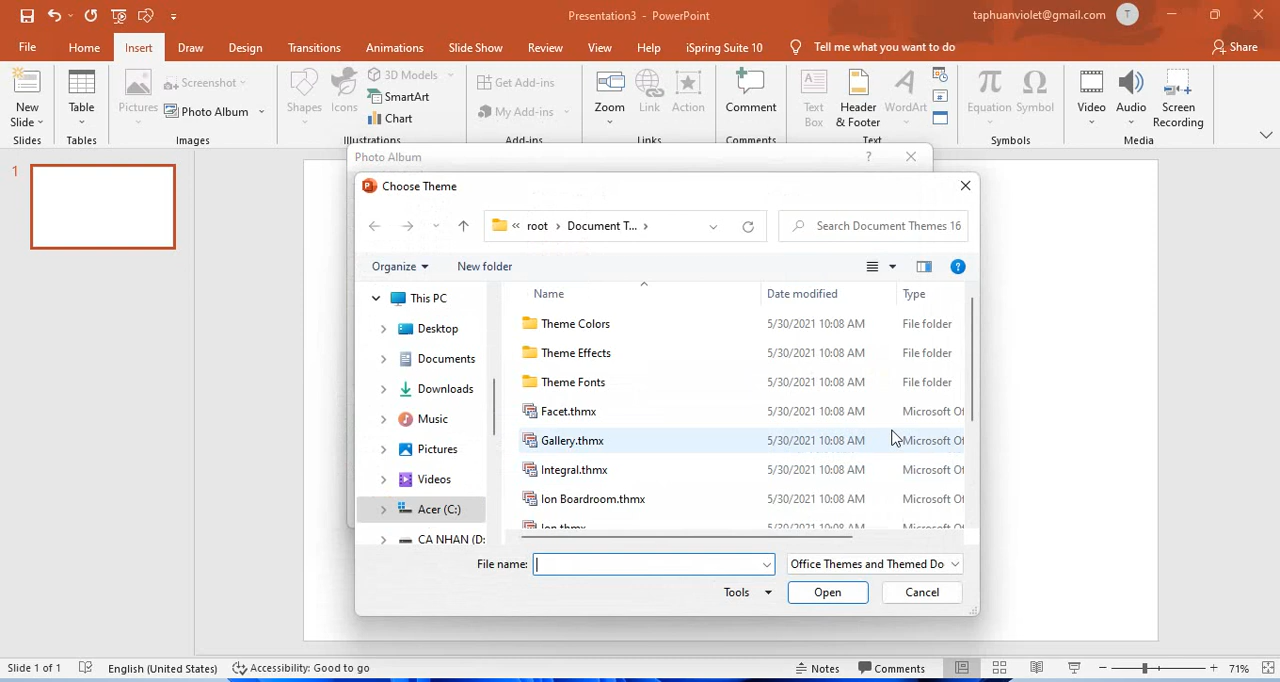 Presentation3 - PowerPoint
taphuanviolet@gmail.com
T
File
Home
Insert
Draw
Design
Transitions
Animations
Slide Show
Review
View
Help
iSpring Suite 10
Tell me what you want to do
Share
New
Slide
Slides
Table
Tables
Pictures
Screenshot
Photo Album
Images
Shapes
Icons
3D Models
SmartArt
Chart
Illustrations
Get Add-ins
My Add-ins
Add-ins
Zoom
Link
Action
Links
Comment
Comments
Text
Box
Header
& Footer
WordArt
Text
Equation
Symbol
Symbols
Video
Audio
Screen
Recording
Media
1
Photo Album
?
Choose Theme
« root › Document T... ›
Search Document Themes 16
Organize
New folder
?
This PC
Desktop
Documents
Downloads
Music
Pictures
Videos
Acer (C:)
CA NHAN (D:
Name
Date modified
Type
Theme Colors
5/30/2021 10:08 AM
File folder
Theme Effects
5/30/2021 10:08 AM
File folder
Theme Fonts
5/30/2021 10:08 AM
File folder
Facet.thmx
5/30/2021 10:08 AM
Microsoft Of
Gallery.thmx
5/30/2021 10:08 AM
Microsoft Of
Integral.thmx
5/30/2021 10:08 AM
Microsoft Of
Ion Boardroom.thmx
5/30/2021 10:08 AM
Microsoft Of
Ion.thmx
5/30/2021 10:08 AM
Microsoft Of
File name:
Office Themes and Themed Do
Tools
Open
Cancel
Slide 1 of 1
English (United States)
Accessibility: Good to go
Notes
Comments
71%